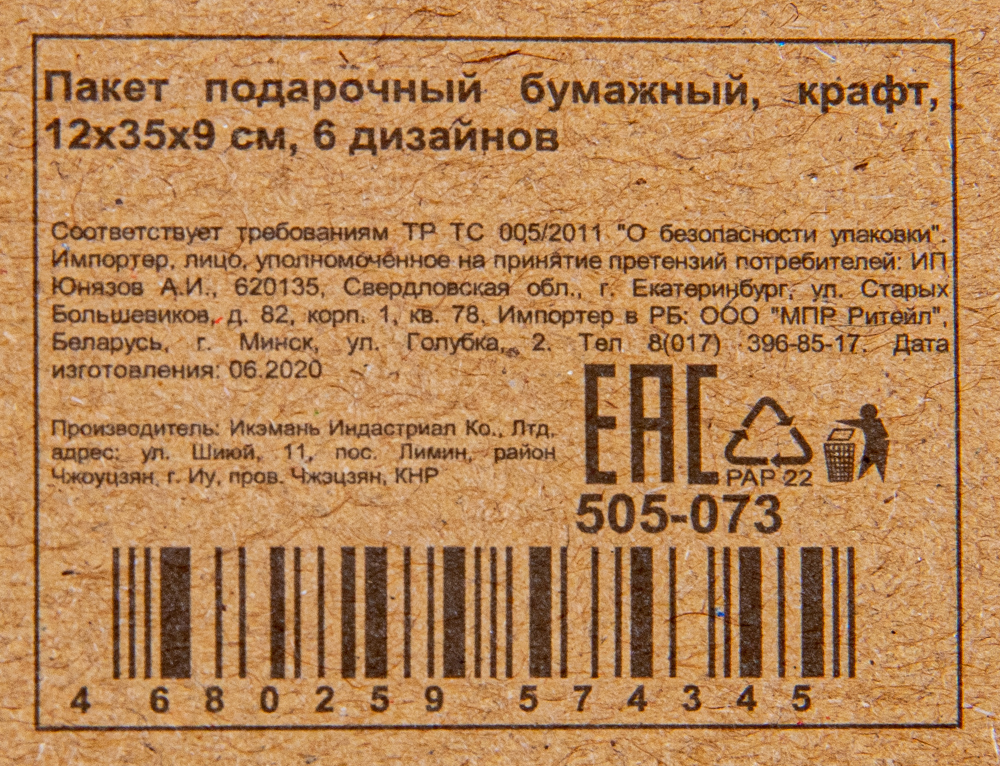 Пакет подарочный бумажный, крафт,
12х35х9 см, 6 дизайнов
Соответствует требованиям ТР ТС 005/2011 "О безопасности упаковки".
Импортер, лицо, уполномоченное на принятие претензий потребителей: ИП
Юнязов А.И., 620135, Свердловская обл., г. Екатеринбург, ул. Старых
Большевиков, д. 82, корп. 1, кв. 78. Импортер в РБ: ООО "МПР Ритейл",
Беларусь, г. Минск, ул. Голубка, 2. Тел 8(017) 396-85-17. Дата
изготовления: 06.2020
Производитель: Икэмань Индастриал Ко., Лтд,
адрес: ул. Шиюй, 11, пос. Лимин, район
Чжоуцзян, г. Иу, пров. Чжэцзян, КНР
EAC
PAP 22
505-073
4 680259 574345